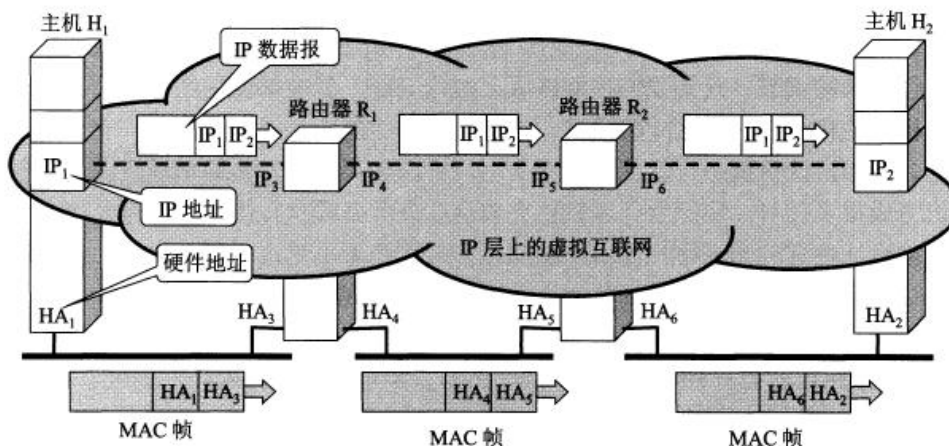 主机 H₁
主机 H₂
IP 数据报
路由器 R₁
路由器 R₂
IP₁ IP₂
IP₁ IP₂
IP₁ IP₂
IP₁
IP₃
IP₄
IP₅
IP₆
IP₂
IP 地址
IP 层上的虚拟互联网
硬件地址
HA₁
HA₃
HA₄
HA₅
HA₆
HA₂
HA₁ HA₃
HA₄ HA₅
HA₆ HA₂
MAC 帧
MAC 帧
MAC 帧